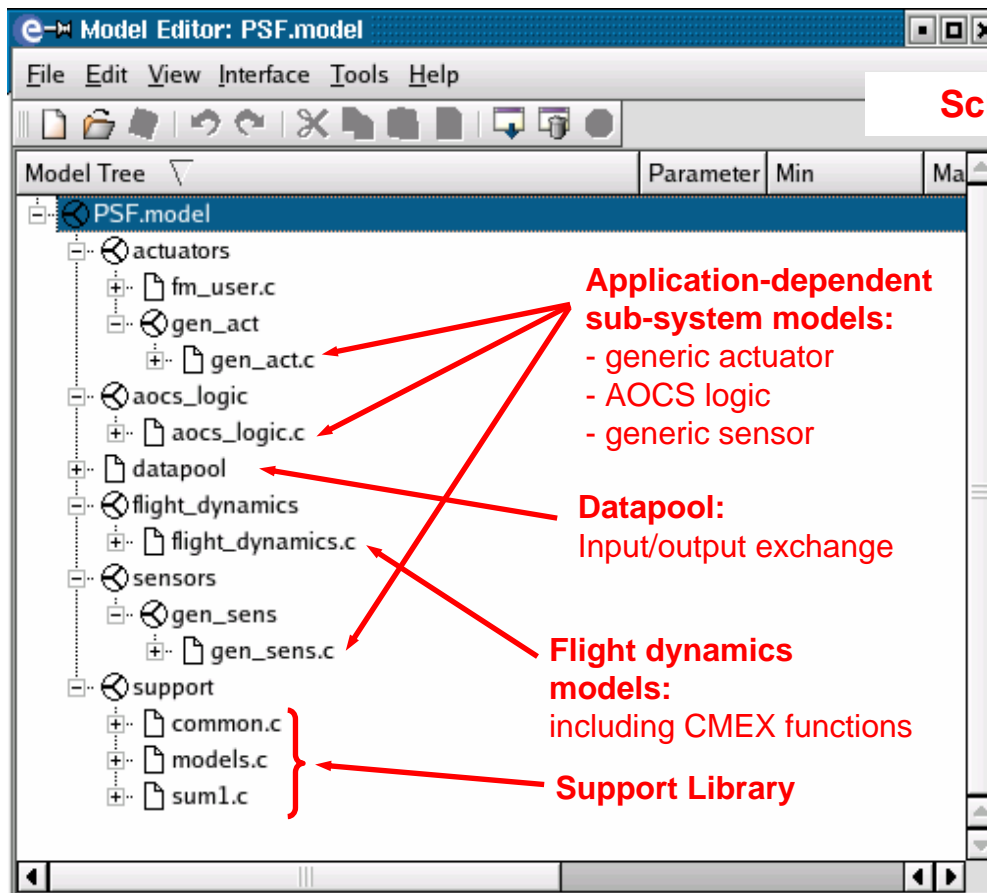 Model Editor: PSF.model
File Edit View Interface Tools Help
Sc
Model Tree Parameter Min Ma
PSF.model
actuators
fm_user.c
gen_act
gen_act.c
aocs_logic
aocs_logic.c
datapool
flight_dynamics
flight_dynamics.c
sensors
gen_sens
gen_sens.c
support
common.c
models.c
sum1.c
Application-dependent
sub-system models:
- generic actuator
- AOCS logic
- generic sensor
Datapool:
Input/output exchange
Flight dynamics
models:
including CMEX functions
Support Library